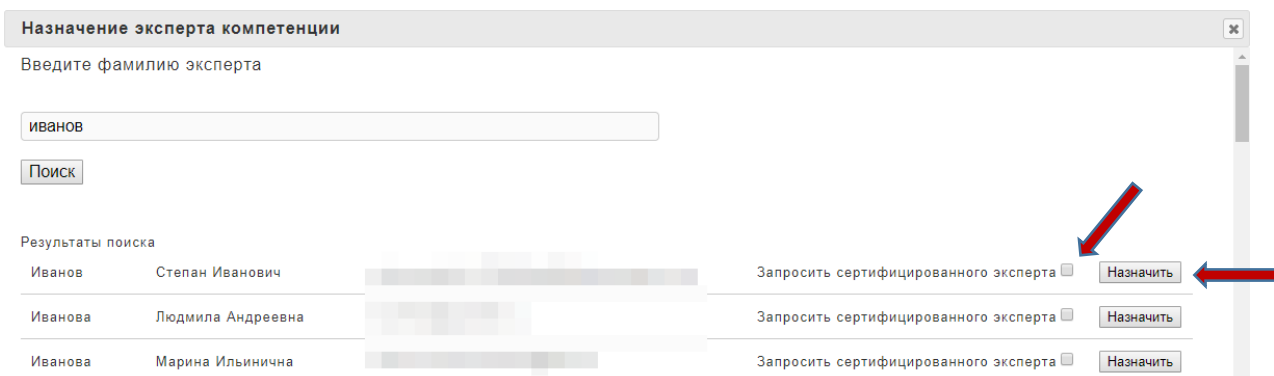 Назначение эксперта компетенции
Введите фамилию эксперта
иванов
Поиск
Результаты поиска
Иванов Степан Иванович Запросить сертифицированного эксперта Назначить
Иванова Людмила Андреевна Запросить сертифицированного эксперта Назначить
Иванова Марина Ильинична Запросить сертифицированного эксперта Назначить